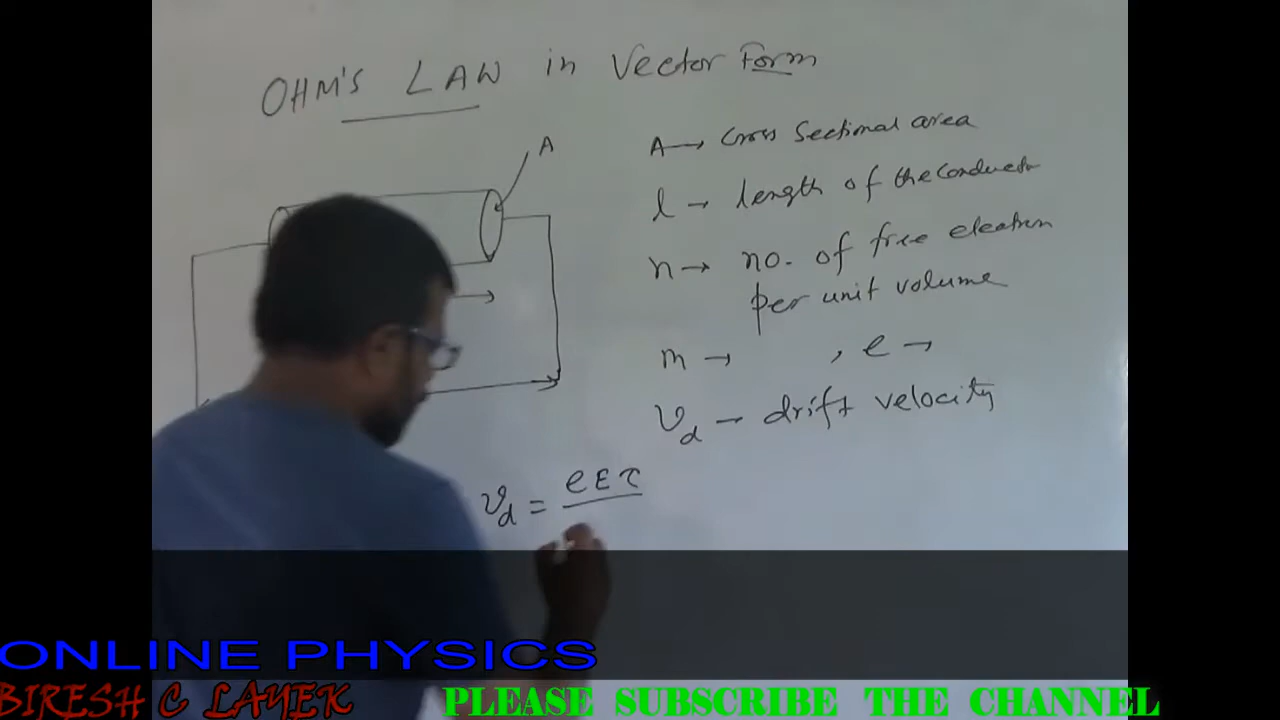 OHM'S LAW in Vector Form
A
A → Cross Sectional area
l → length of the Conductor
n → no. of free electron
per unit volume
m → , e →
v_d → drift velocity
v_d = eEτ
ONLINE PHYSICS
BIRESH C LAYEK
PLEASE SUBSCRIBE THE CHANNEL